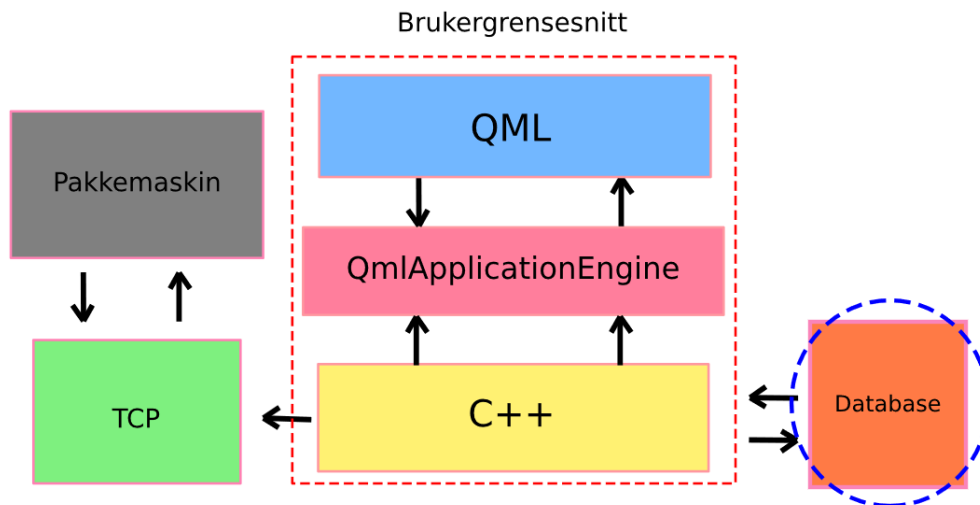 Brukergrensesnitt
QML
Pakkemaskin
QmlApplicationEngine
TCP
C++
Database